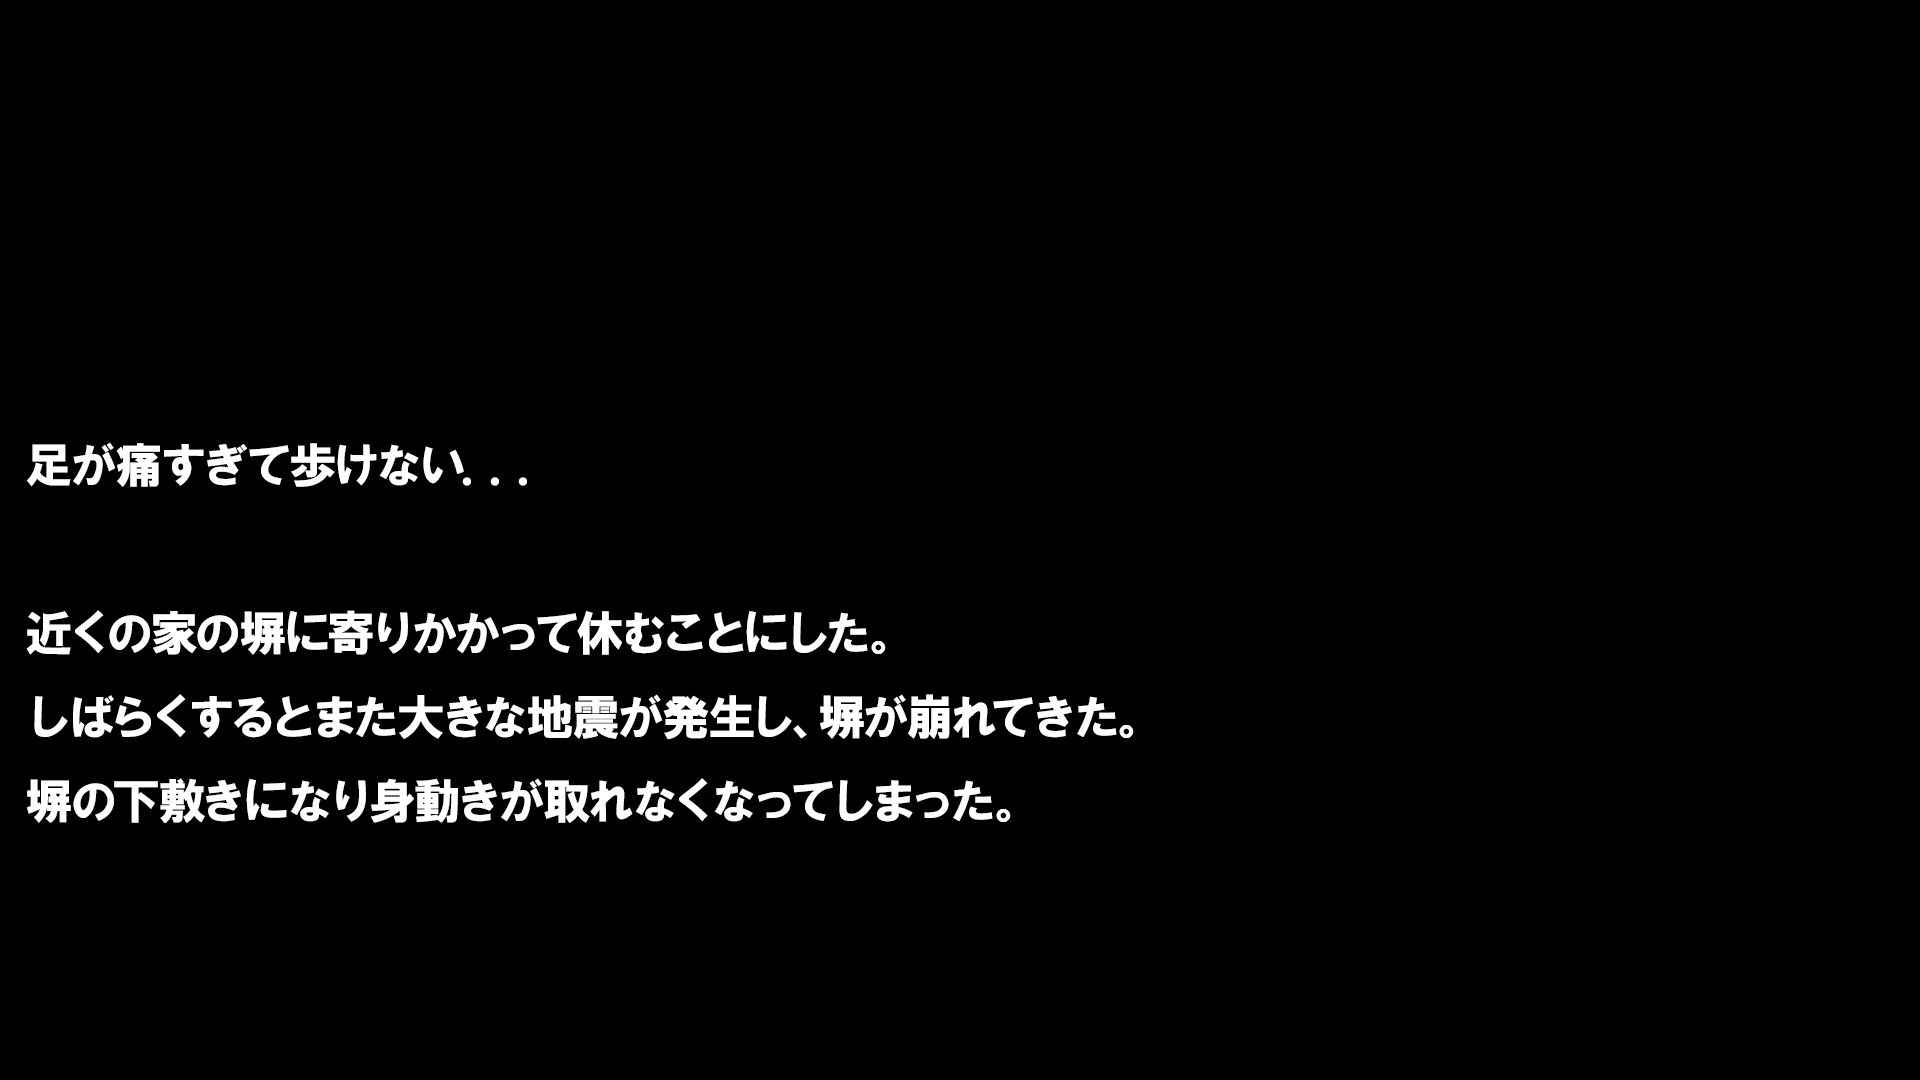 足が痛すぎて歩けない...
近くの家の塀に寄りかかって休むことにした。
しばらくするとまた大きな地震が発生し、塀が崩れてきた。
塀の下敷きになり身動きが取れなくなってしまった。